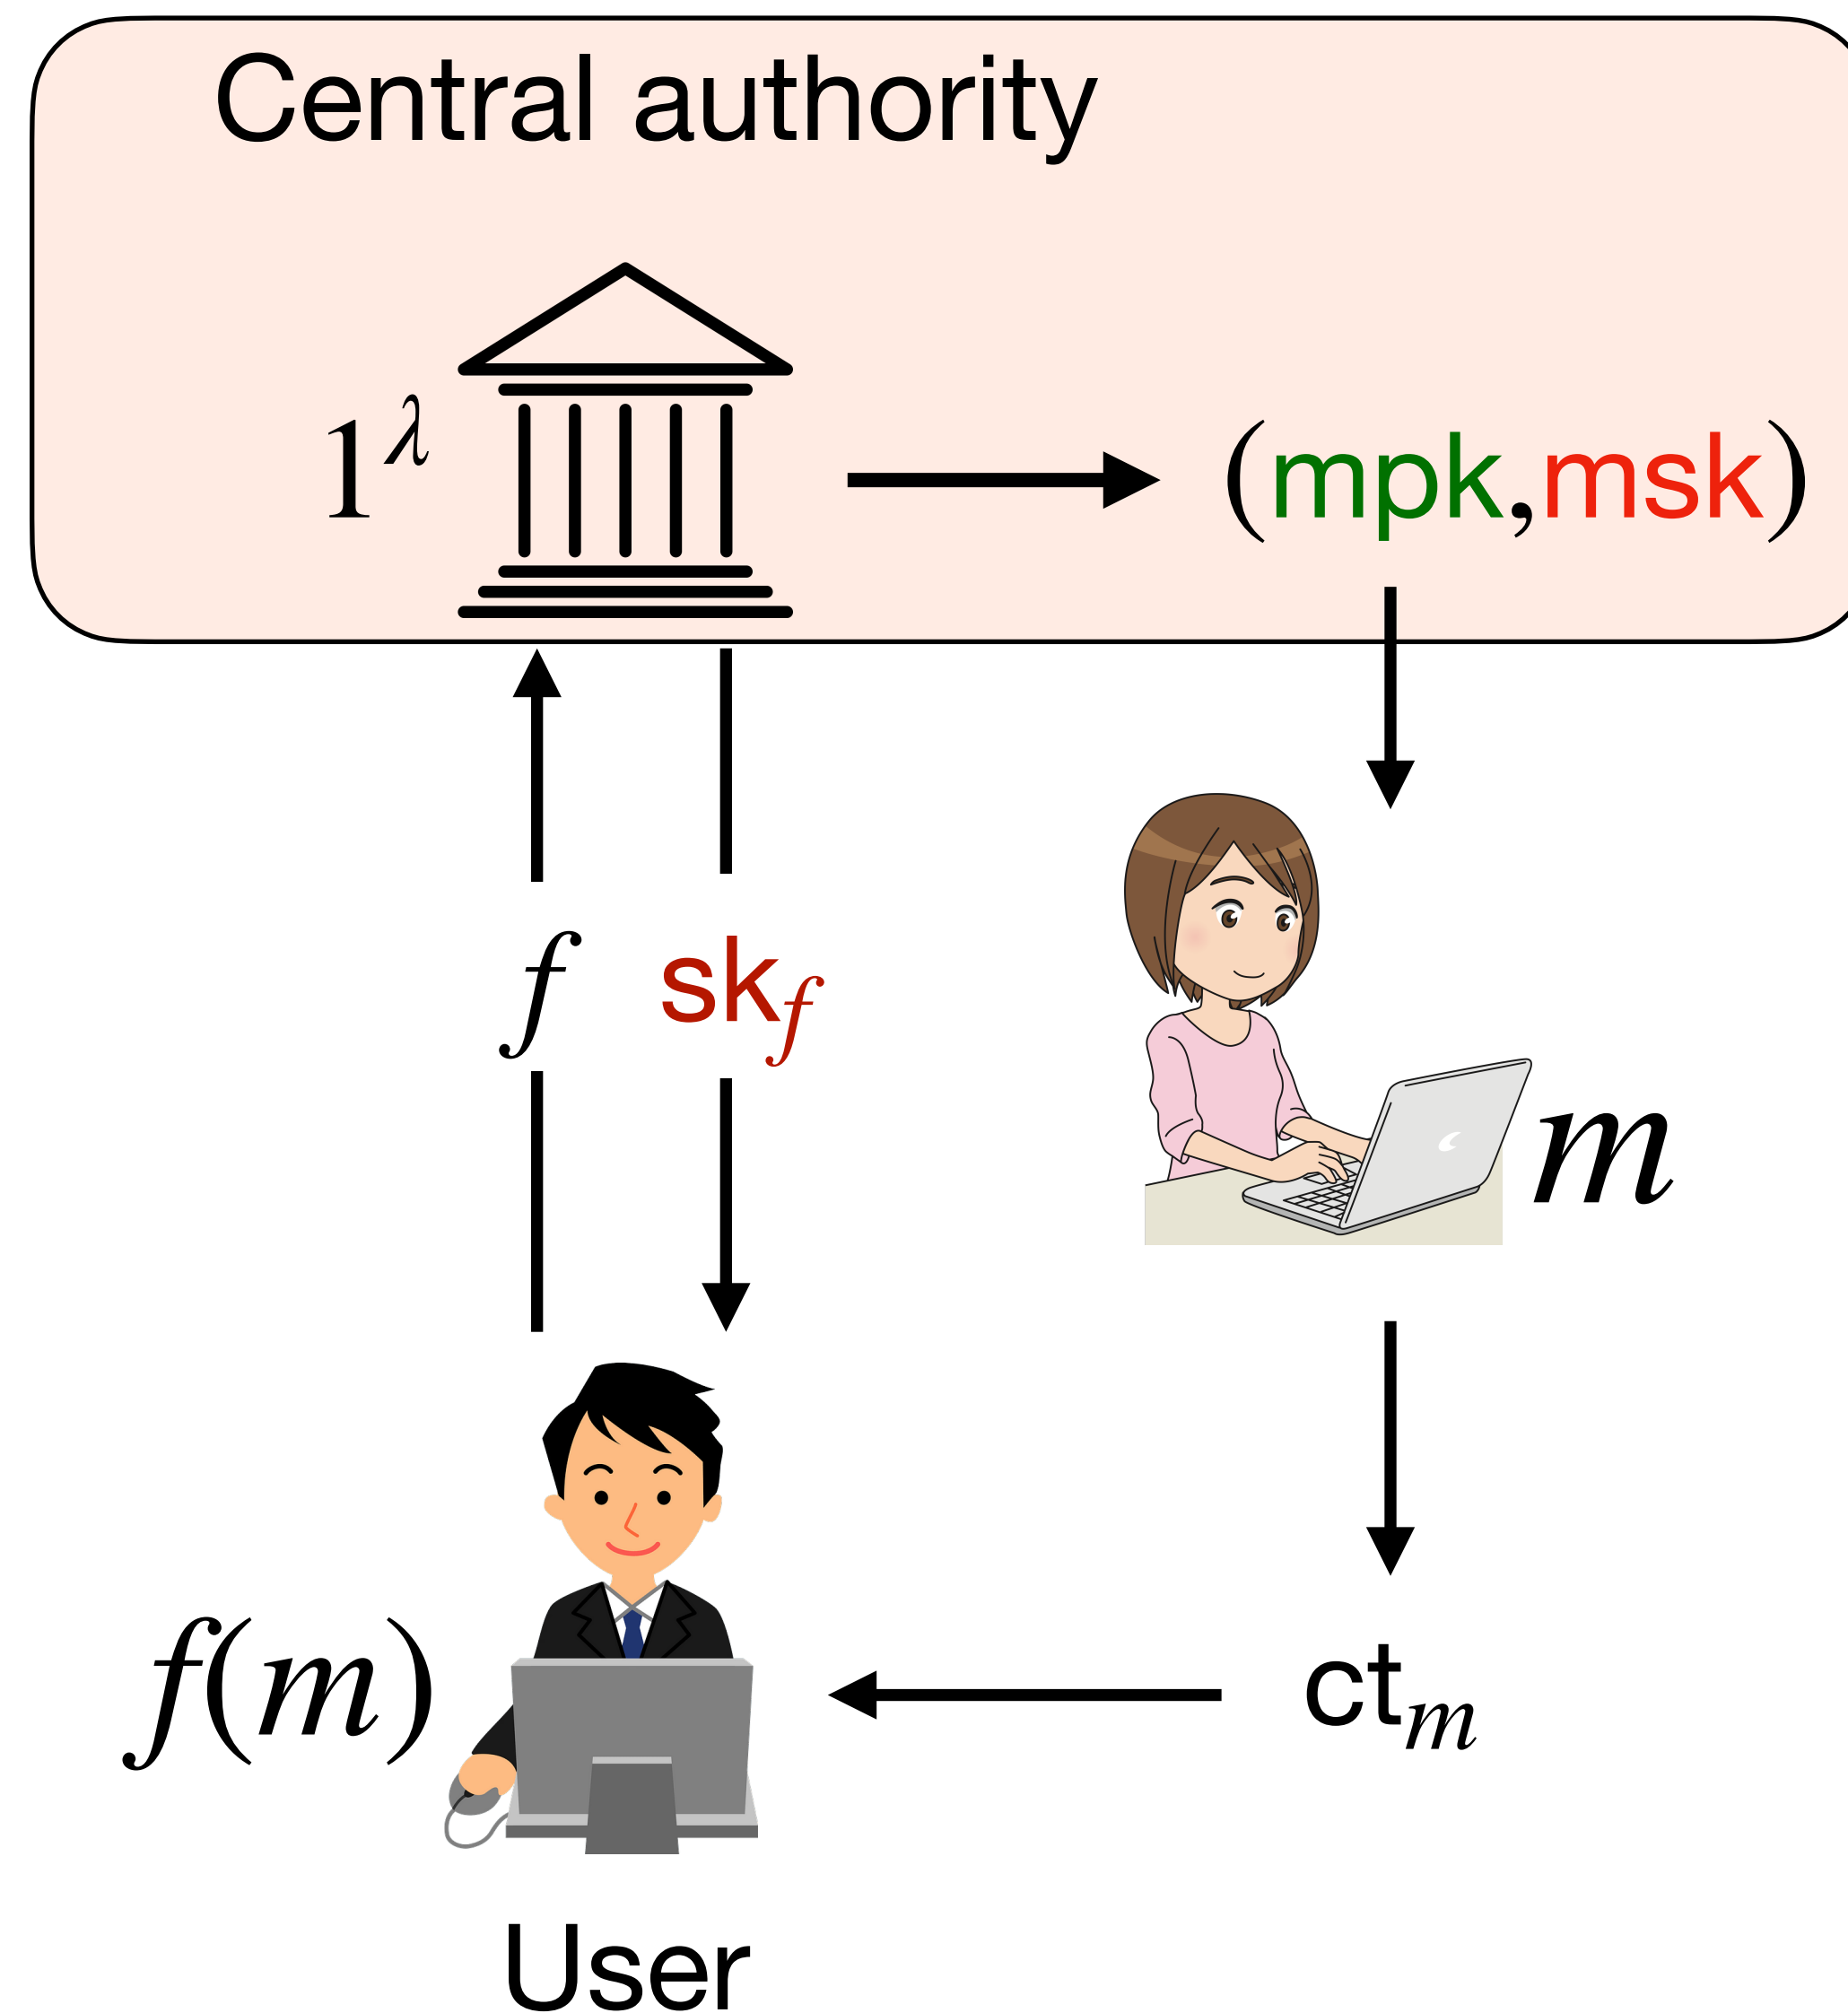 Central authority
1^λ
(mpk,msk)
f
sk_f
m
f(m)
ct_m
User